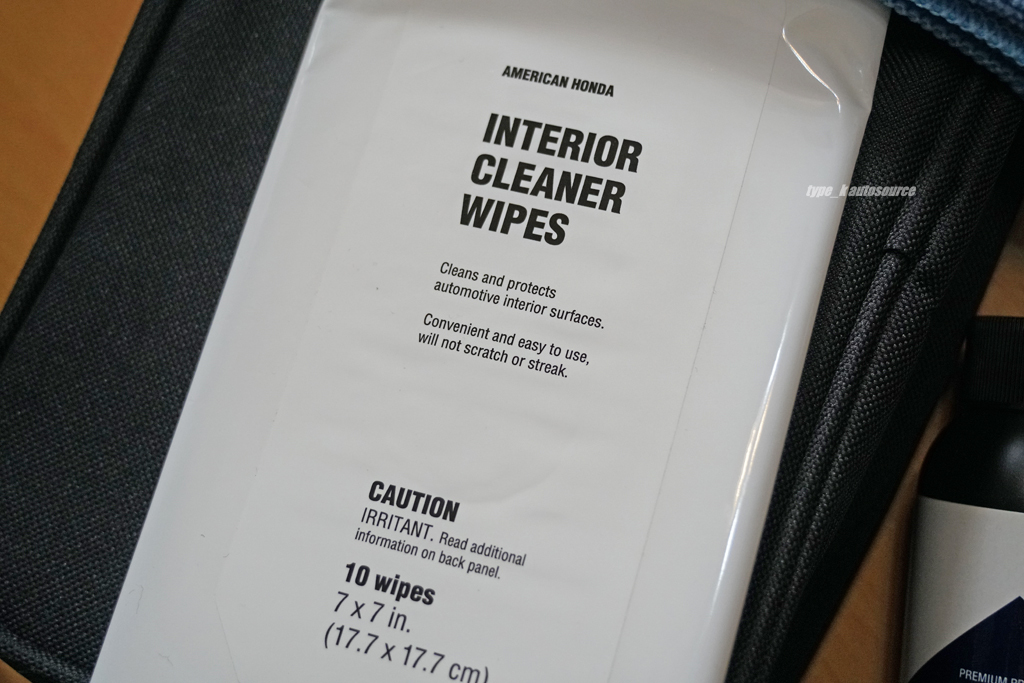 AMERICAN HONDA
INTERIOR
CLEANER
WIPES
Cleans and protects
automotive interior surfaces.
Convenient and easy to use,
will not scratch or streak.
CAUTION
IRRITANT. Read additional
information on back panel.
10 wipes
7 x 7 in.
(17.7 x 17.7 cm)
type_k autosource
PREMIUM